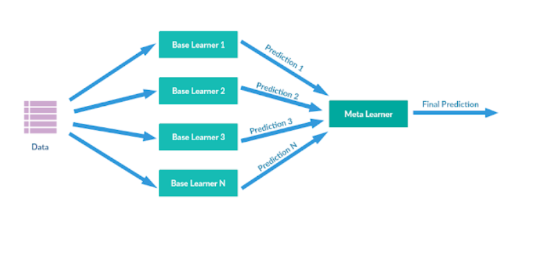 Base Learner 1
Prediction 1
Base Learner 2
Prediction 2
Data
Base Learner 3
Prediction 3
Base Learner N
Prediction N
Meta Learner
Final Prediction